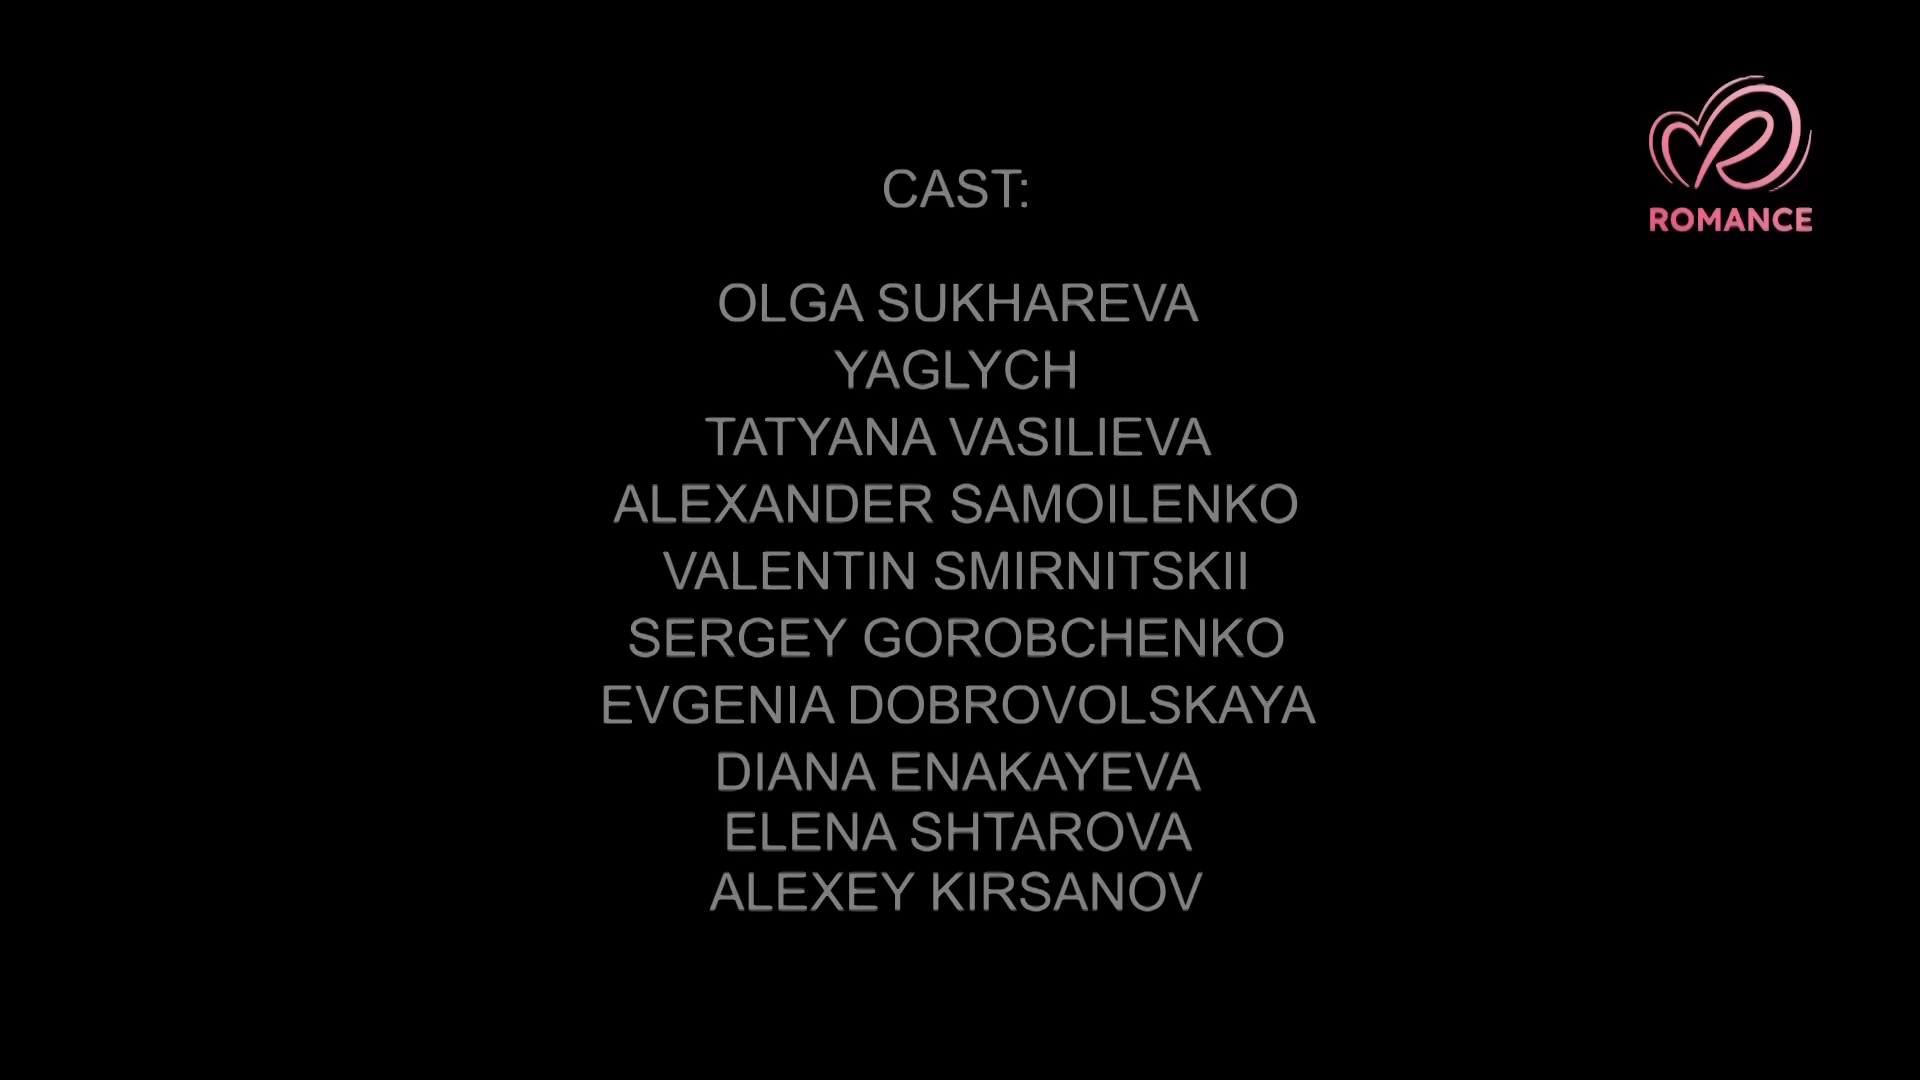 CAST:
ROMANCE
OLGA SUKHAREVA
YAGLYCH
TATYANA VASILIEVA
ALEXANDER SAMOILENKO
VALENTIN SMIRNITSKII
SERGEY GOROBCHENKO
EVGENIA DOBROVOLSKAYA
DIANA ENAKAYEVA
ELENA SHTAROVA
ALEXEY KIRSANOV